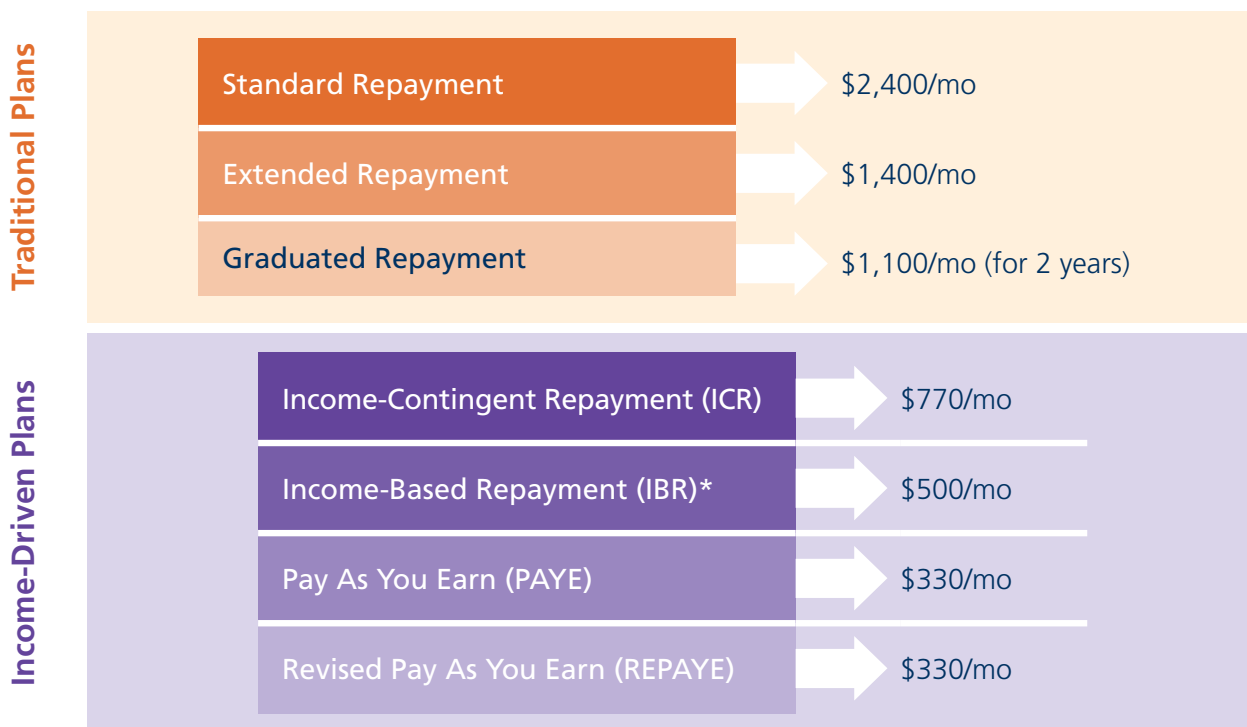 Traditional Plans
Standard Repayment
$2,400/mo
Extended Repayment
$1,400/mo
Graduated Repayment
$1,100/mo (for 2 years)
Income-Driven Plans
Income-Contingent Repayment (ICR)
$770/mo
Income-Based Repayment (IBR)*
$500/mo
Pay As You Earn (PAYE)
$330/mo
Revised Pay As You Earn (REPAYE)
$330/mo